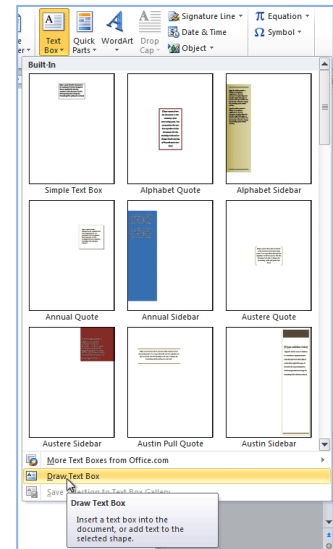 Signature Line
Equation
Date & Time
Symbol
Text Box
Quick Parts
WordArt
Drop Cap
Object
Built-In
Simple Text Box
Alphabet Quote
Alphabet Sidebar
Annual Quote
Annual Sidebar
Austere Quote
Austere Sidebar
Austin Pull Quote
Austin Sidebar
More Text Boxes from Office.com
Draw Text Box
Save Selection to Text Box Gallery
Draw Text Box
Insert a text box into the
document, or add text to the
selected shape.